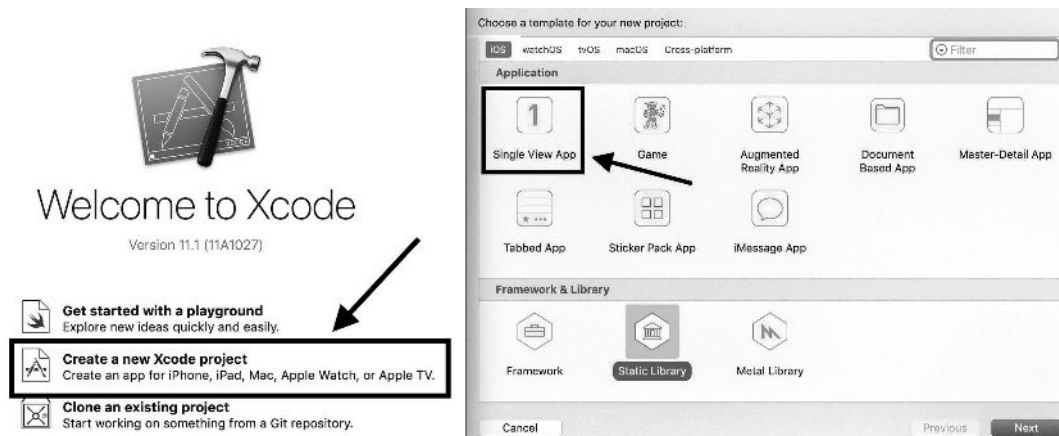 Welcome to Xcode
Version 11.1 (11A1027)
Get started with a playground
Explore new ideas quickly and easily.
Create a new Xcode project
Create an app for iPhone, iPad, Mac, Apple Watch, or Apple TV.
Clone an existing project
Start working on something from a Git repository.
Choose a template for your new project:
iOS watchOS tvOS macOS Cross-platform
Filter
Application
1
Single View App
Game
Augmented
Reality App
Document
Based App
Master-Detail App
Tabbed App
Sticker Pack App
iMessage App
Framework & Library
Framework
Static Library
Metal Library
Cancel
Previous
Next